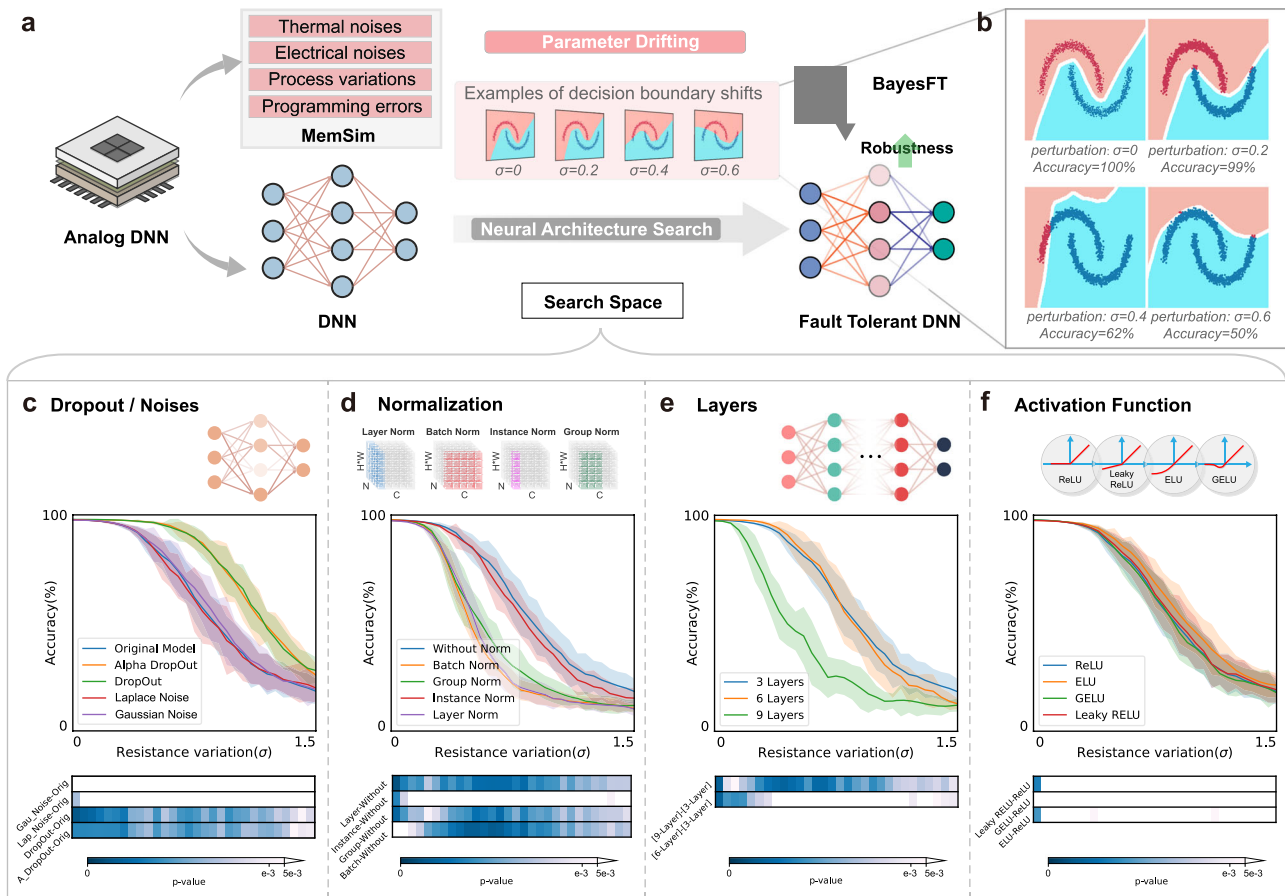 a
Thermal noises
Electrical noises
Process variations
Programming errors
MemSim
Analog DNN
DNN
Parameter Drifting
Examples of decision boundary shifts
σ=0
σ=0.2
σ=0.4
σ=0.6
Neural Architecture Search
BayesFT
Robustness
Fault Tolerant DNN
Search Space
b
perturbation: σ=0
Accuracy=100%
perturbation: σ=0.2
Accuracy=99%
perturbation: σ=0.4
Accuracy=62%
perturbation: σ=0.6
Accuracy=50%
c Dropout / Noises
100
Accuracy(%)
0
Original Model
Alpha DropOut
DropOut
Laplace Noise
Gaussian Noise
0
1.5
Resistance variation(σ)
Gau_Noise-Orig
Lap_Noise-Orig
DropOut-Orig
A_DropOut-Orig
0
e-3
5e-3
p-value
d Normalization
Layer Norm
Batch Norm
Instance Norm
Group Norm
H*W
N
C
H*W
N
C
H*W
N
C
H*W
N
C
100
Accuracy(%)
0
Without Norm
Batch Norm
Group Norm
Instance Norm
Layer Norm
0
1.5
Resistance variation(σ)
Layer-Without
Instance-Without
Group-Without
Batch-Without
0
e-3
5e-3
p-value
e Layers
...
100
Accuracy(%)
0
3 Layers
6 Layers
9 Layers
0
1.5
Resistance variation(σ)
[9-Layer]-[3-Layer]
[6-Layer]-[3-Layer]
0
e-3
5e-3
p-value
f Activation Function
ReLU
Leaky
ReLU
ELU
GELU
100
Accuracy(%)
0
ReLU
ELU
GELU
Leaky RELU
0
1.5
Resistance variation(σ)
Leaky RELU-ReLU
GELU-ReLU
ELU-ReLU
0
e-3
5e-3
p-value